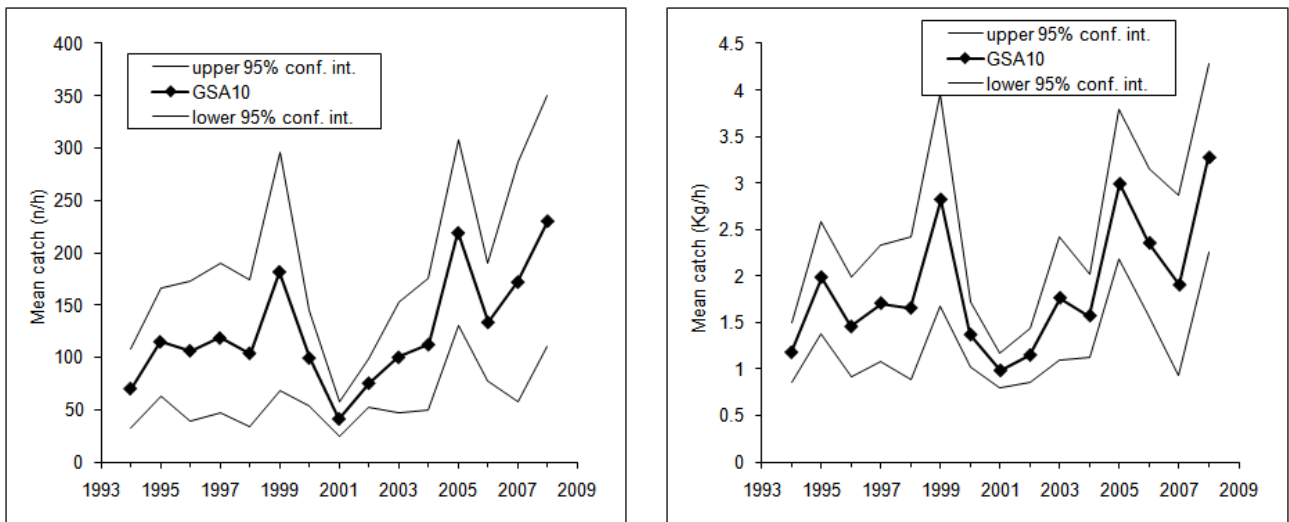 400
350
300
250
200
150
100
50
0
Mean catch (n/h)
upper 95% conf. int.
GSA10
lower 95% conf. int.
1993 1995 1997 1999 2001 2003 2005 2007 2009
4.5
4
3.5
3
2.5
2
1.5
1
0.5
0
Mean catch (Kg/h)
upper 95% conf. int.
GSA10
lower 95% conf. int.
1993 1995 1997 1999 2001 2003 2005 2007 2009